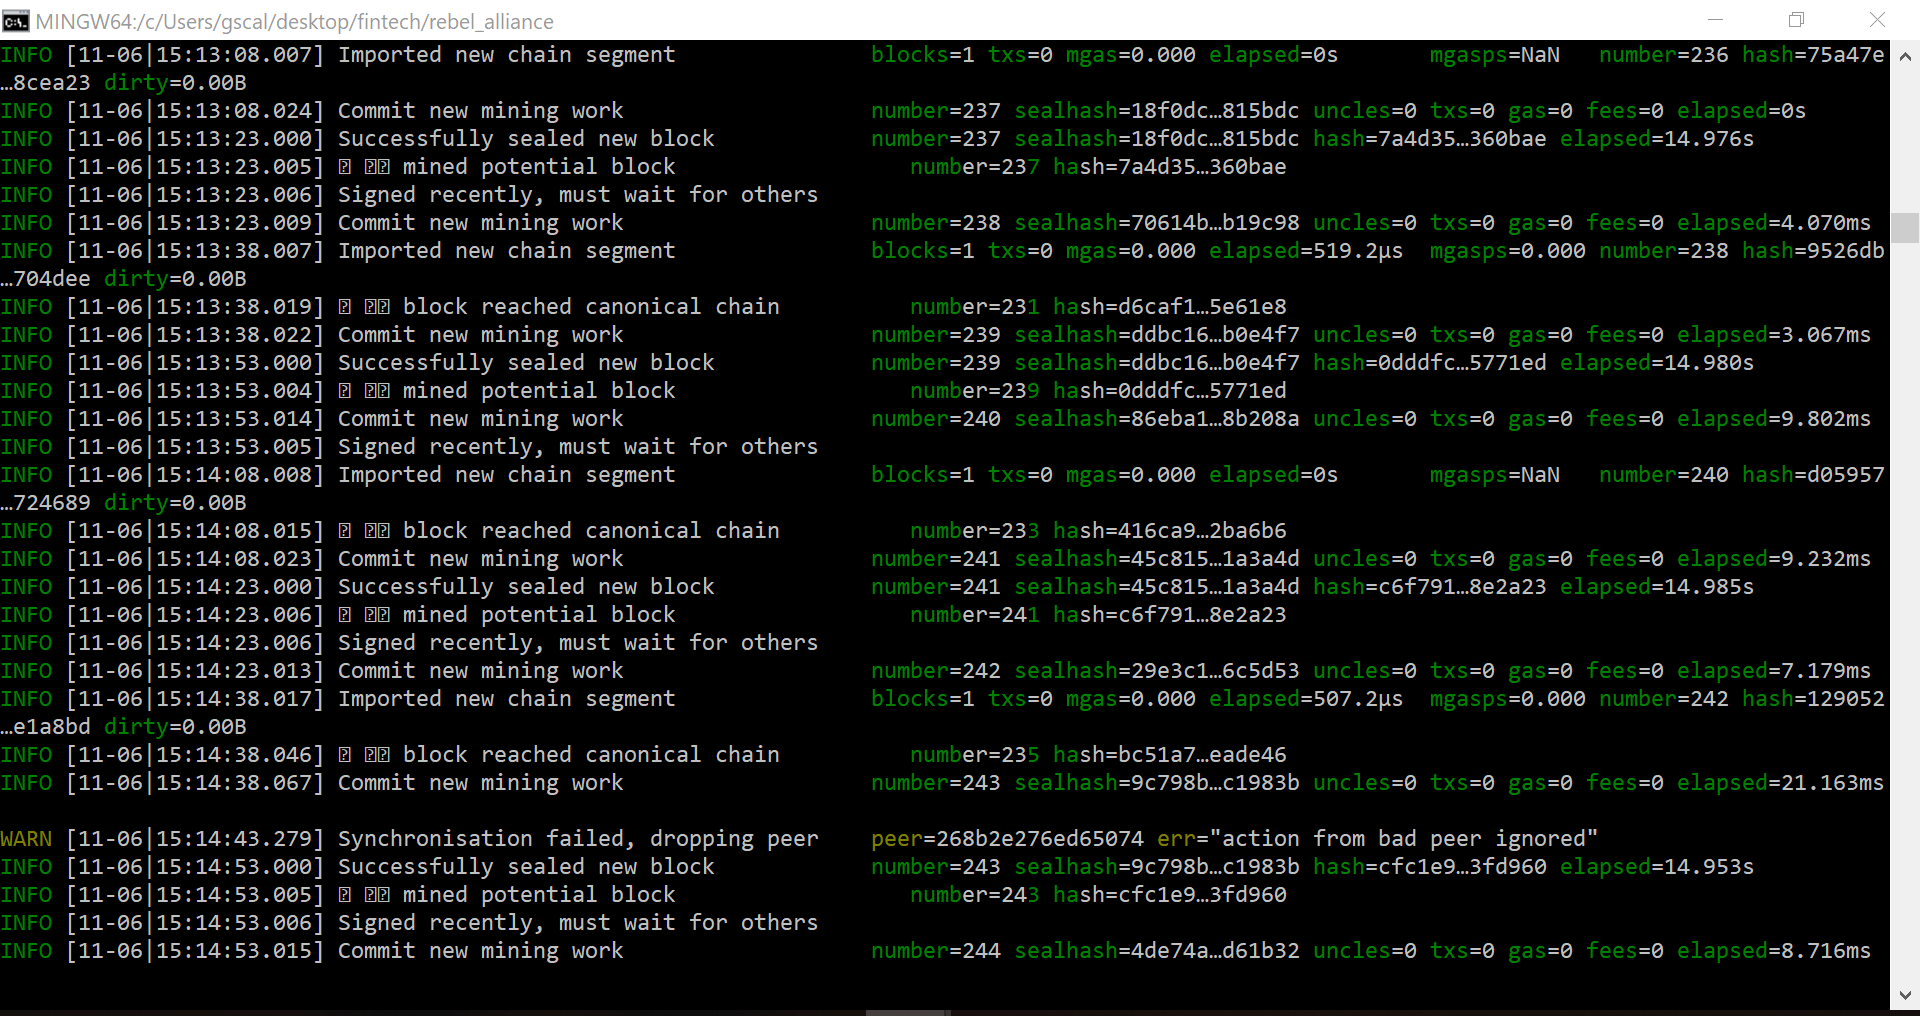 MINGW64:/c/Users/gscal/desktop/fintech/rebel_alliance
INFO [11-06|15:13:08.007] Imported new chain segment blocks=1 txs=0 mgas=0.000 elapsed=0s mgasps=NaN number=236 hash=75a47e
…8cea23 dirty=0.00B
INFO [11-06|15:13:08.024] Commit new mining work number=237 sealhash=18f0dc…815bdc uncles=0 txs=0 gas=0 fees=0 elapsed=0s
INFO [11-06|15:13:23.000] Successfully sealed new block number=237 sealhash=18f0dc…815bdc hash=7a4d35…360bae elapsed=14.976s
INFO [11-06|15:13:23.005] mined potential block number=237 hash=7a4d35…360bae
INFO [11-06|15:13:23.006] Signed recently, must wait for others
INFO [11-06|15:13:23.009] Commit new mining work number=238 sealhash=70614b…b19c98 uncles=0 txs=0 gas=0 fees=0 elapsed=4.070ms
INFO [11-06|15:13:38.007] Imported new chain segment blocks=1 txs=0 mgas=0.000 elapsed=519.2µs mgasps=0.000 number=238 hash=9526db
…704dee dirty=0.00B
INFO [11-06|15:13:38.019] block reached canonical chain number=231 hash=d6caf1…5e61e8
INFO [11-06|15:13:38.022] Commit new mining work number=239 sealhash=ddbc16…b0e4f7 uncles=0 txs=0 gas=0 fees=0 elapsed=3.067ms
INFO [11-06|15:13:53.000] Successfully sealed new block number=239 sealhash=ddbc16…b0e4f7 hash=0dddfc…5771ed elapsed=14.980s
INFO [11-06|15:13:53.004] mined potential block number=239 hash=0dddfc…5771ed
INFO [11-06|15:13:53.014] Commit new mining work number=240 sealhash=86eba1…8b208a uncles=0 txs=0 gas=0 fees=0 elapsed=9.802ms
INFO [11-06|15:13:53.005] Signed recently, must wait for others
INFO [11-06|15:14:08.008] Imported new chain segment blocks=1 txs=0 mgas=0.000 elapsed=0s mgasps=NaN number=240 hash=d05957
…724689 dirty=0.00B
INFO [11-06|15:14:08.015] block reached canonical chain number=233 hash=416ca9…2ba6b6
INFO [11-06|15:14:08.023] Commit new mining work number=241 sealhash=45c815…1a3a4d uncles=0 txs=0 gas=0 fees=0 elapsed=9.232ms
INFO [11-06|15:14:23.000] Successfully sealed new block number=241 sealhash=45c815…1a3a4d hash=c6f791…8e2a23 elapsed=14.985s
INFO [11-06|15:14:23.006] mined potential block number=241 hash=c6f791…8e2a23
INFO [11-06|15:14:23.006] Signed recently, must wait for others
INFO [11-06|15:14:23.013] Commit new mining work number=242 sealhash=29e3c1…6c5d53 uncles=0 txs=0 gas=0 fees=0 elapsed=7.179ms
INFO [11-06|15:14:38.017] Imported new chain segment blocks=1 txs=0 mgas=0.000 elapsed=507.2µs mgasps=0.000 number=242 hash=129052
…e1a8bd dirty=0.00B
INFO [11-06|15:14:38.046] block reached canonical chain number=235 hash=bc51a7…eade46
INFO [11-06|15:14:38.067] Commit new mining work number=243 sealhash=9c798b…c1983b uncles=0 txs=0 gas=0 fees=0 elapsed=21.163ms
WARN [11-06|15:14:43.279] Synchronisation failed, dropping peer peer=268b2e276ed65074 err="action from bad peer ignored"
INFO [11-06|15:14:53.000] Successfully sealed new block number=243 sealhash=9c798b…c1983b hash=cfc1e9…3fd960 elapsed=14.953s
INFO [11-06|15:14:53.005] mined potential block number=243 hash=cfc1e9…3fd960
INFO [11-06|15:14:53.006] Signed recently, must wait for others
INFO [11-06|15:14:53.015] Commit new mining work number=244 sealhash=4de74a…d61b32 uncles=0 txs=0 gas=0 fees=0 elapsed=8.716ms